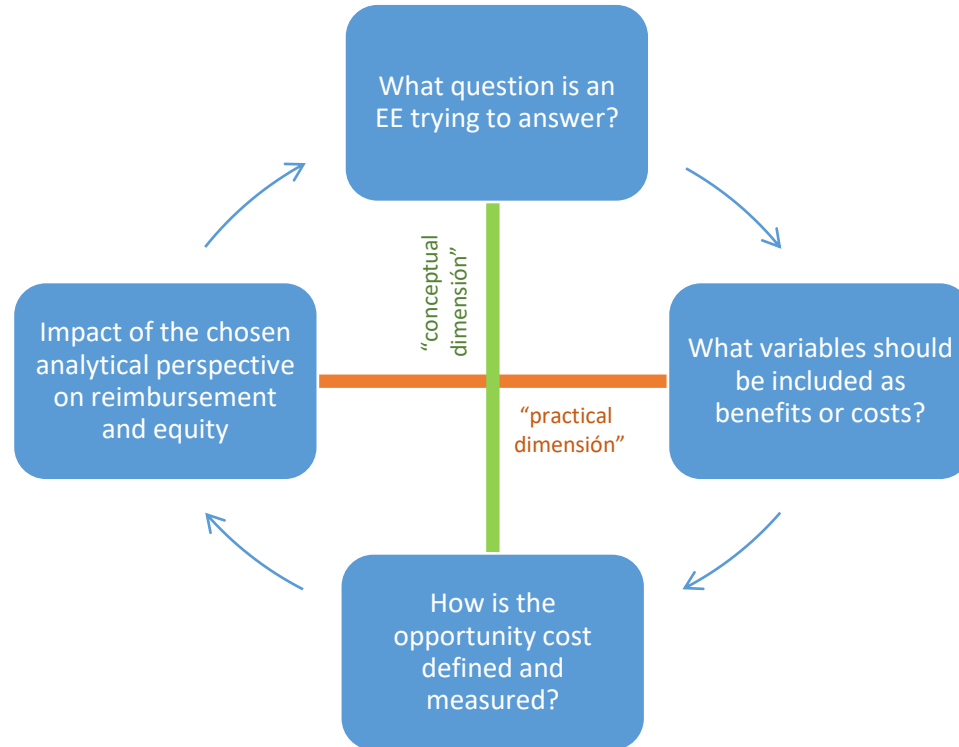 What question is an
EE trying to answer?
“conceptual
dimensión”
Impact of the chosen
analytical perspective
on reimbursement
and equity
What variables should
be included as
benefits or costs?
“practical
dimensión”
How is the
opportunity cost
defined and
measured?